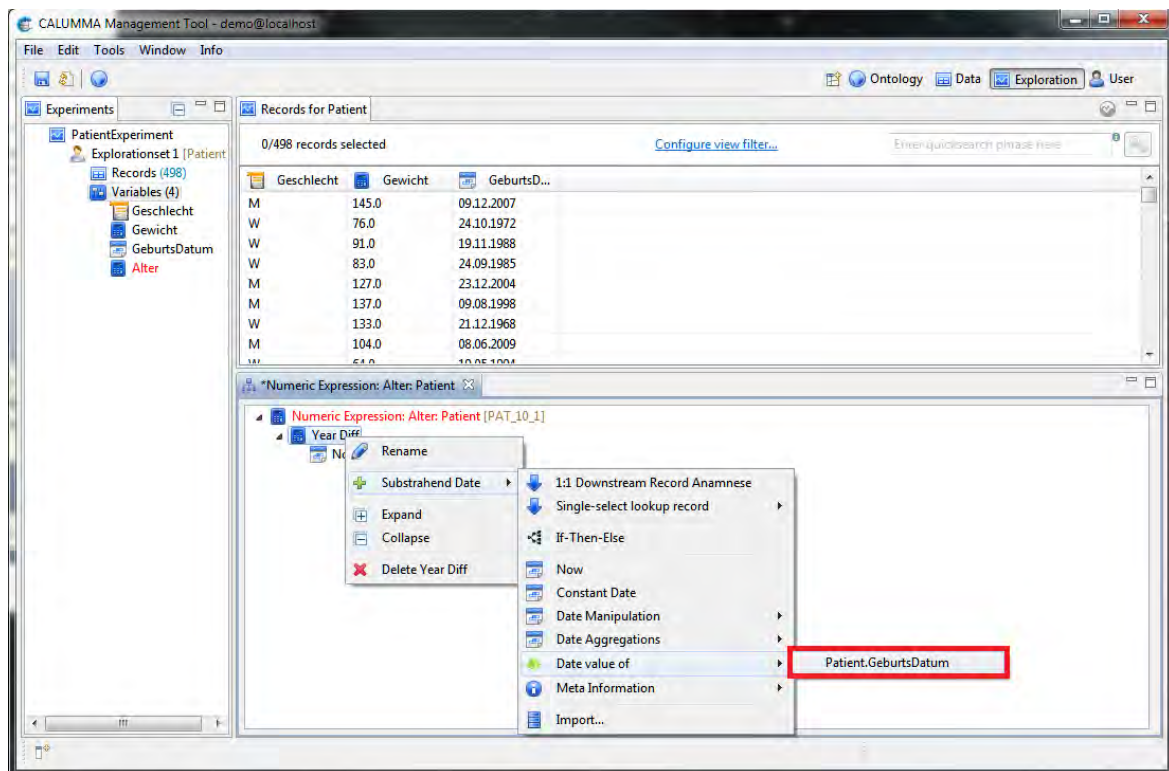 CALUMMA Management Tool - demo@localhost
File Edit Tools Window Info
Ontology Data Exploration User
Experiments
PatientExperiment
Explorationset 1 [Patient
Records (498)
Variables (4)
Geschlecht
Gewicht
GeburtsDatum
Alter
Records for Patient
0/498 records selected Configure view filter... Enter quicksearch phrase here
Geschlecht Gewicht GeburtsD...
M 145.0 09.12.2007
W 76.0 24.10.1972
W 91.0 19.11.1988
W 83.0 24.09.1985
M 127.0 23.12.2004
M 137.0 09.08.1998
W 133.0 21.12.1968
M 104.0 08.06.2009
*Numeric Expression: Alter: Patient
Numeric Expression: Alter: Patient [PAT_10_1]
Year Diff
Rename
Substrahend Date
Expand
Collapse
Delete Year Diff
1:1 Downstream Record Anamnese
Single-select lookup record
If-Then-Else
Now
Constant Date
Date Manipulation
Date Aggregations
Date value of
Meta Information
Import...
Patient.GeburtsDatum